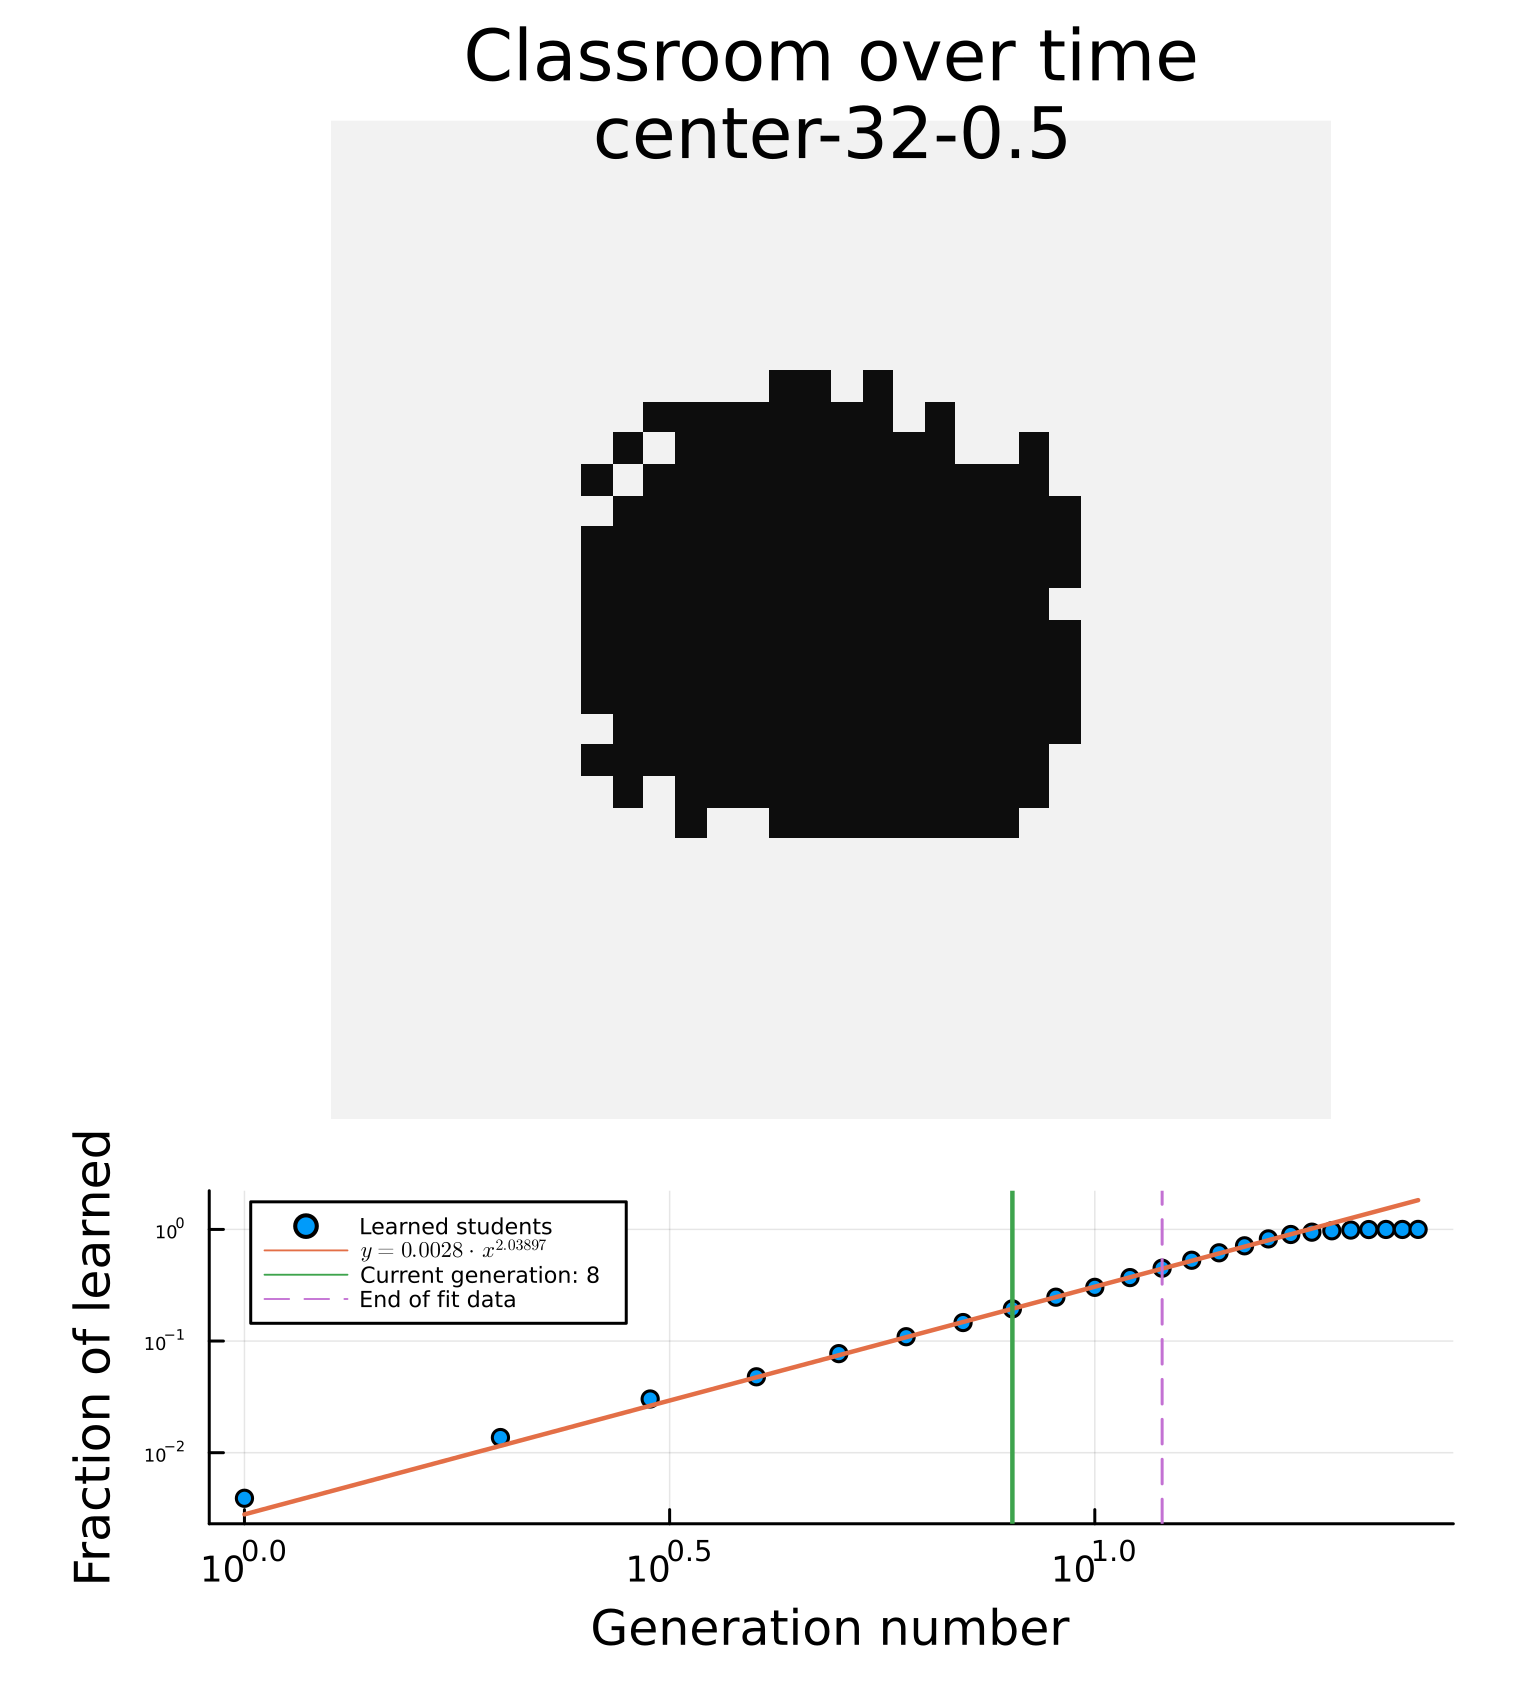 Classroom over time
center-32-0.5
Fraction of learned
10⁰
10⁻¹
10⁻²
Learned students
y = 0.0028 · x^2.03897
Current generation: 8
End of fit data
10^0.0
10^0.5
10^1.0
Generation number